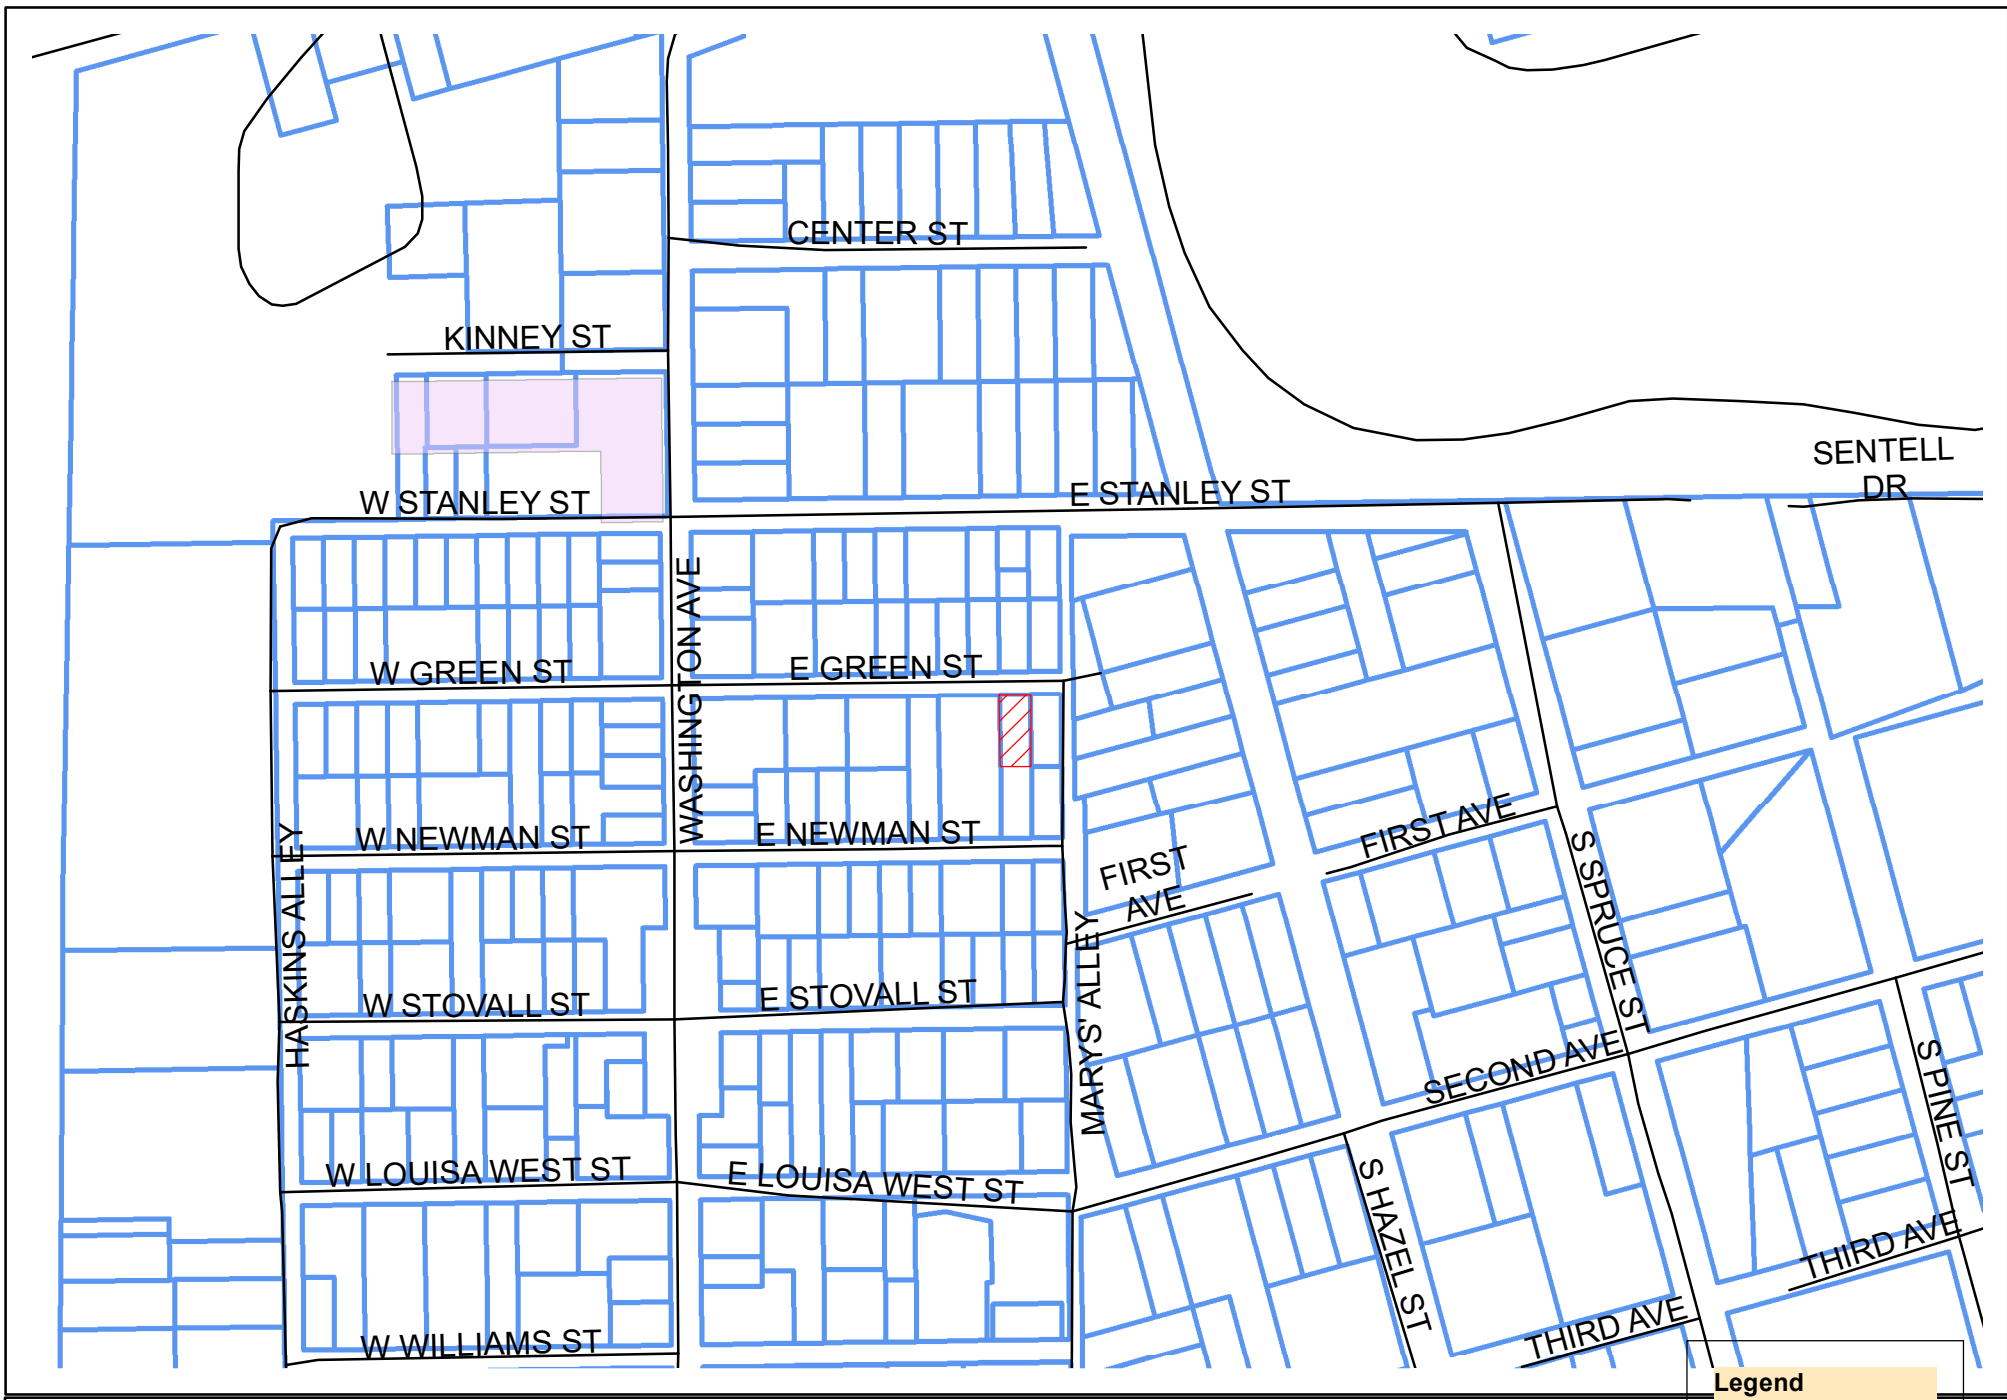 CENTER ST
KINNEY ST
SENTELL
DR
W STANLEY ST
E STANLEY ST
WASHINGTON AVE
W GREEN ST
E GREEN ST
W NEWMAN ST
E NEWMAN ST
FIRST AVE
FIRST
AVE
S SPRUCE ST
HASKINS ALLEY
MARYS' ALLEY
W STOVALL ST
E STOVALL ST
SECOND AVE
S PINE ST
W LOUISA WEST ST
E LOUISA WEST ST
S HAZEL ST
THIRD AVE
THIRD AVE
W WILLIAMS ST
Legend